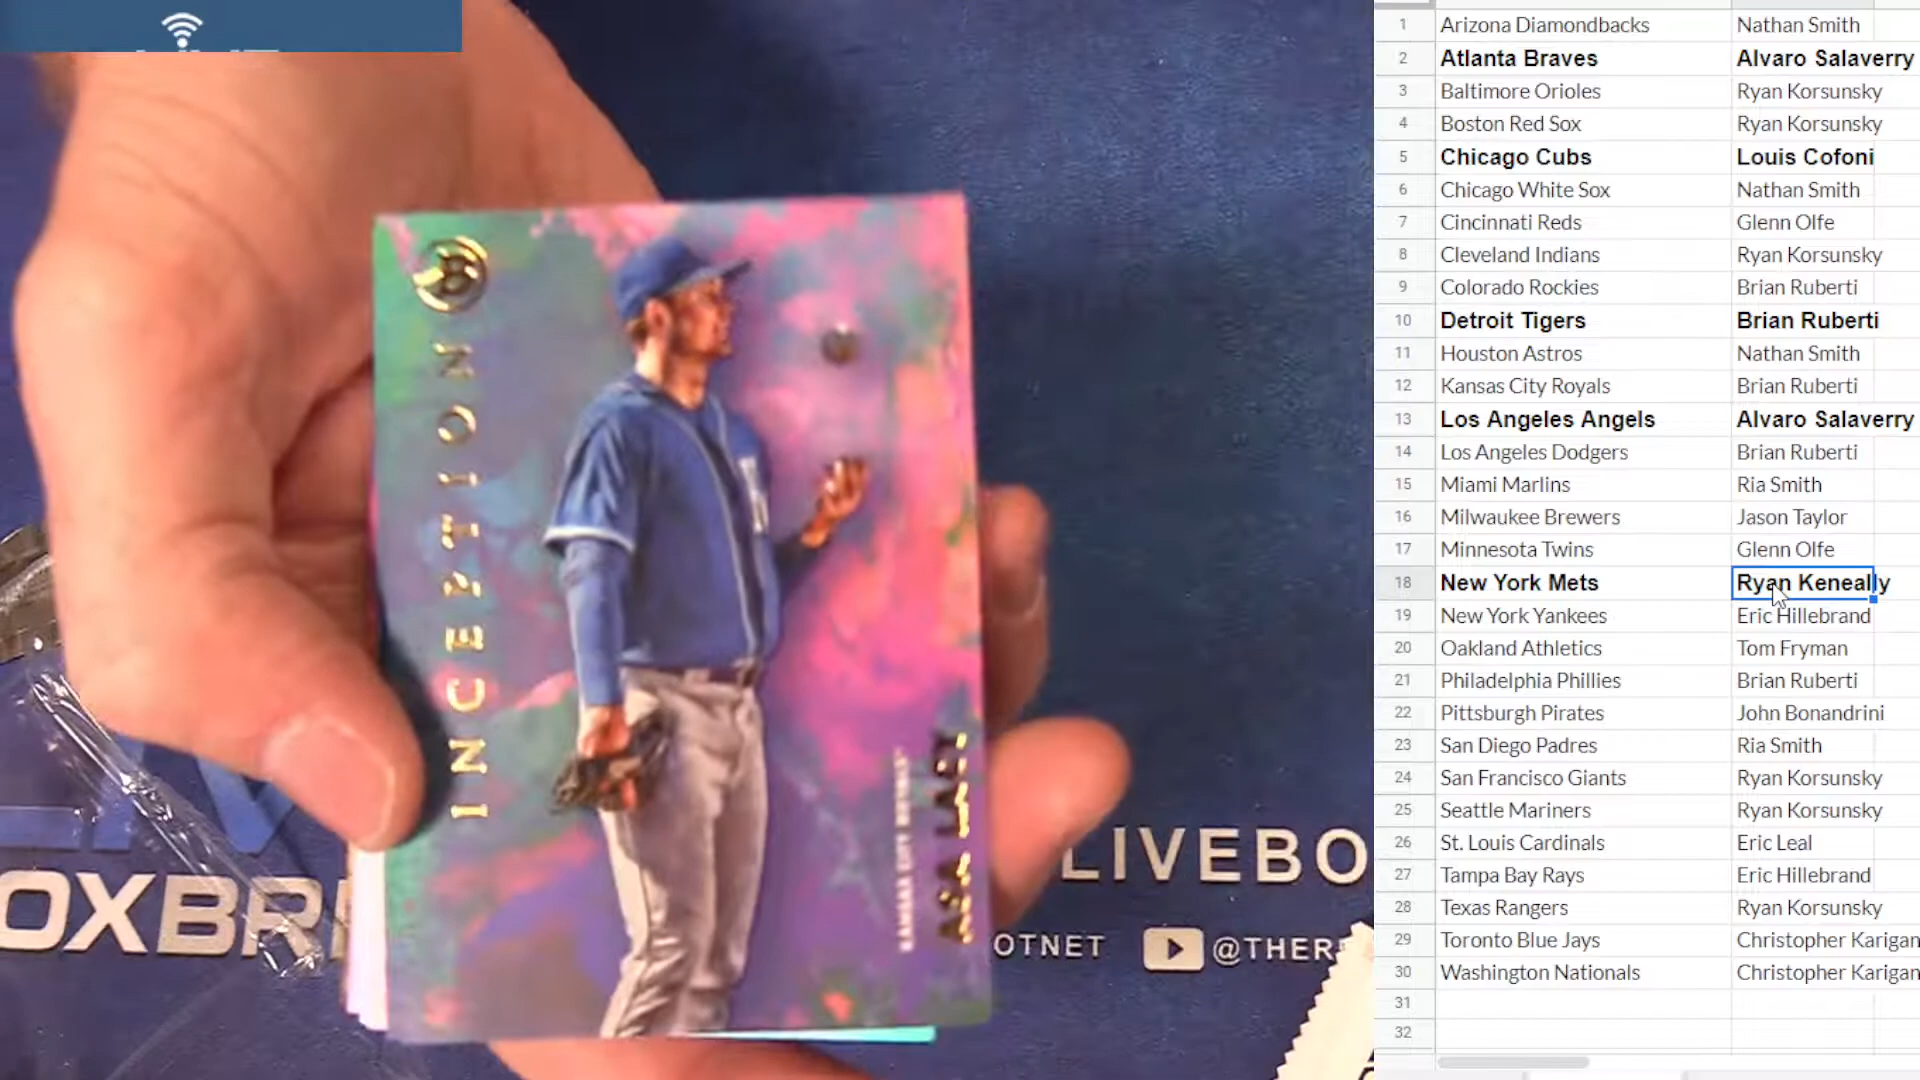 INCEPTION
B
KANSAS CITY ROYALS
ASA LACY
OXBR
LIVEBO
OTNET
@THER
1 Arizona Diamondbacks Nathan Smith
2 Atlanta Braves Alvaro Salaverry
3 Baltimore Orioles Ryan Korsunsky
4 Boston Red Sox Ryan Korsunsky
5 Chicago Cubs Louis Cofoni
6 Chicago White Sox Nathan Smith
7 Cincinnati Reds Glenn Olfe
8 Cleveland Indians Ryan Korsunsky
9 Colorado Rockies Brian Ruberti
10 Detroit Tigers Brian Ruberti
11 Houston Astros Nathan Smith
12 Kansas City Royals Brian Ruberti
13 Los Angeles Angels Alvaro Salaverry
14 Los Angeles Dodgers Brian Ruberti
15 Miami Marlins Ria Smith
16 Milwaukee Brewers Jason Taylor
17 Minnesota Twins Glenn Olfe
18 New York Mets Ryan Keneally
19 New York Yankees Eric Hillebrand
20 Oakland Athletics Tom Fryman
21 Philadelphia Phillies Brian Ruberti
22 Pittsburgh Pirates John Bonandrini
23 San Diego Padres Ria Smith
24 San Francisco Giants Ryan Korsunsky
25 Seattle Mariners Ryan Korsunsky
26 St. Louis Cardinals Eric Leal
27 Tampa Bay Rays Eric Hillebrand
28 Texas Rangers Ryan Korsunsky
29 Toronto Blue Jays Christopher Karigan
30 Washington Nationals Christopher Karigan
31
32